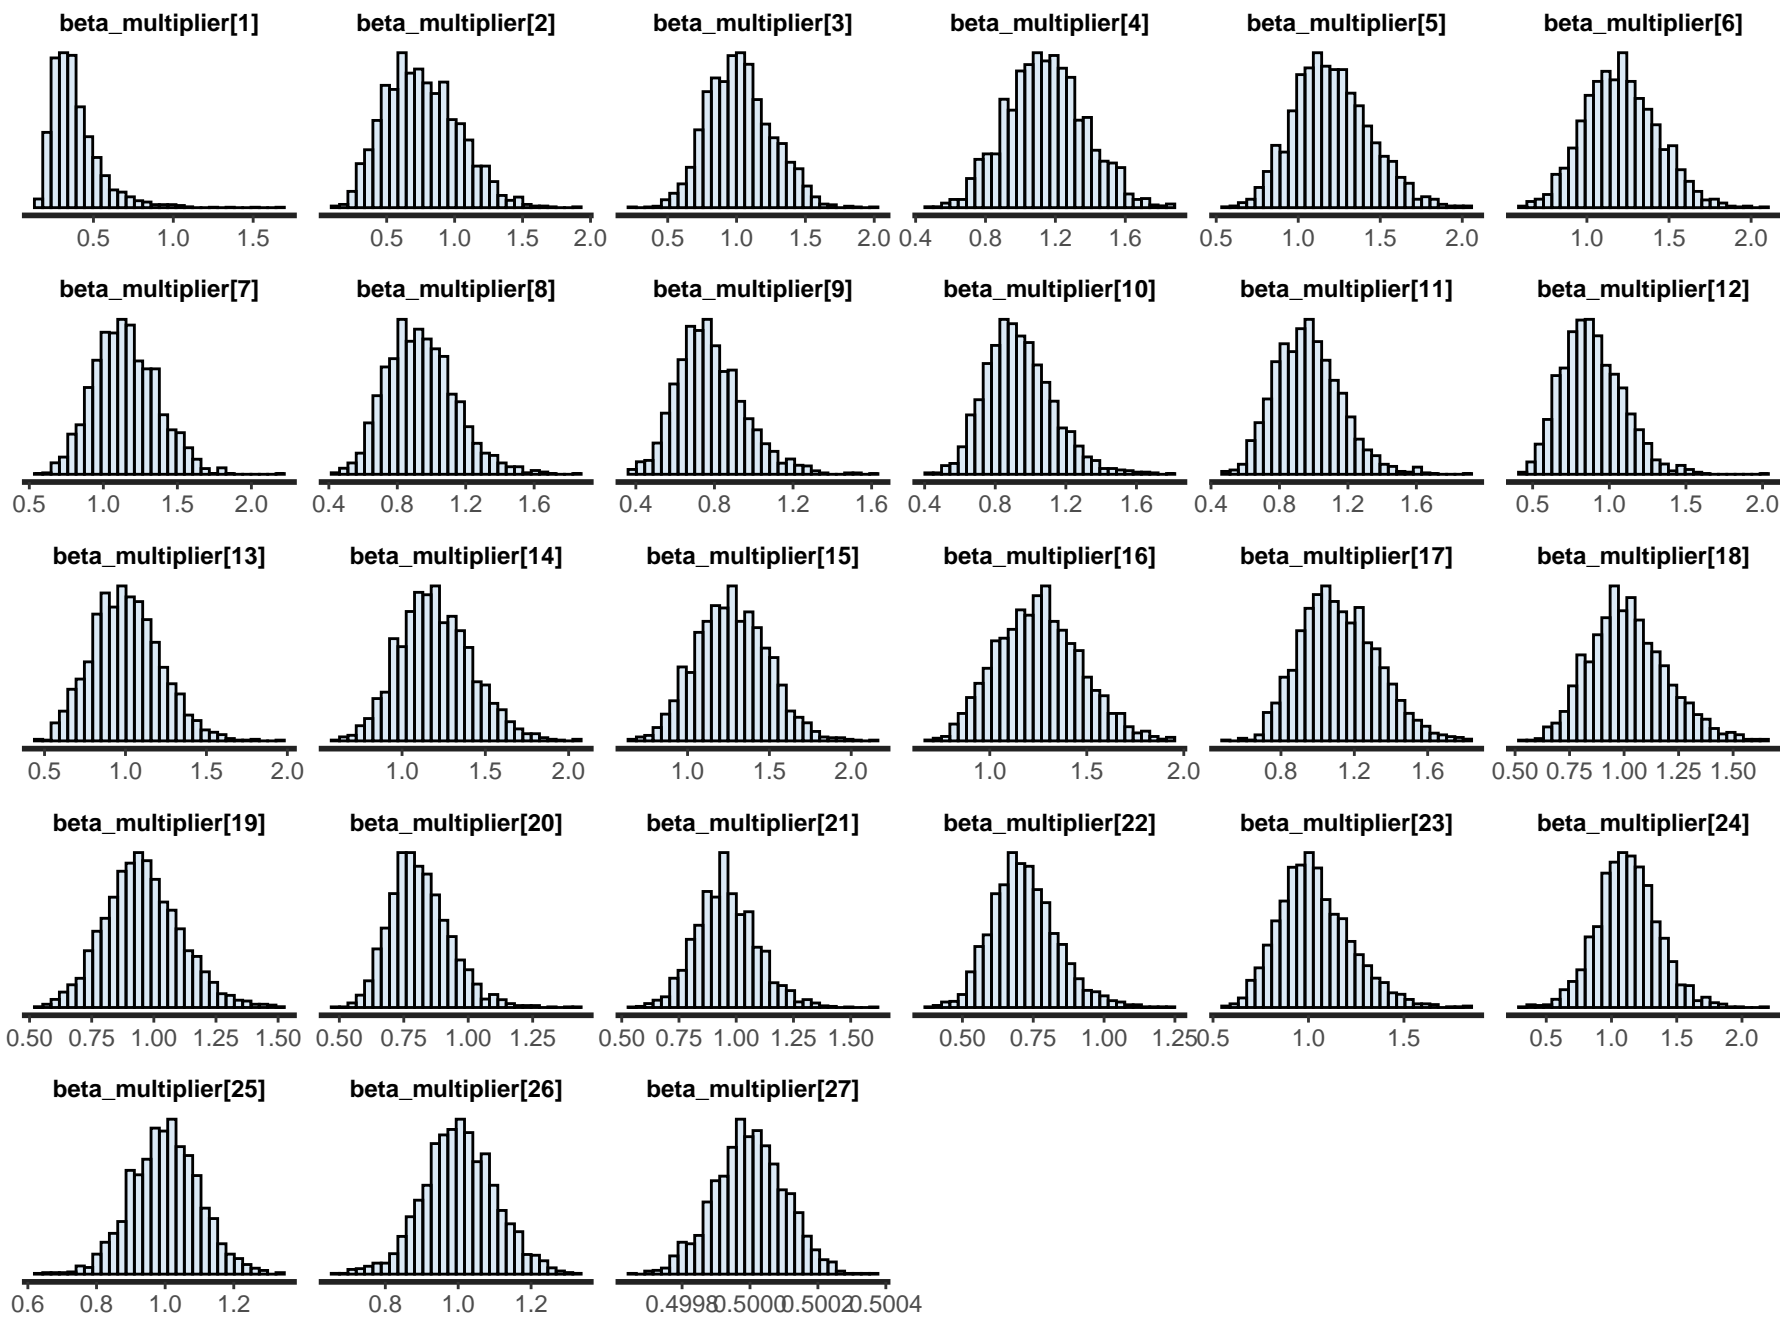 beta_multiplier[1] beta_multiplier[2] beta_multiplier[3] beta_multiplier[4] beta_multiplier[5] beta_multiplier[6]
0.5 1.0 1.5 0.5 1.0 1.5 2.0 0.5 1.0 1.5 2.0 0.4 0.8 1.2 1.6 0.5 1.0 1.5 2.0 1.0 1.5 2.0
beta_multiplier[7] beta_multiplier[8] beta_multiplier[9] beta_multiplier[10] beta_multiplier[11] beta_multiplier[12]
0.5 1.0 1.5 2.0 0.4 0.8 1.2 1.6 0.4 0.8 1.2 1.6 0.4 0.8 1.2 1.6 0.4 0.8 1.2 1.6 0.5 1.0 1.5 2.0
beta_multiplier[13] beta_multiplier[14] beta_multiplier[15] beta_multiplier[16] beta_multiplier[17] beta_multiplier[18]
0.5 1.0 1.5 2.0 1.0 1.5 2.0 1.0 1.5 2.0 1.0 1.5 2.0 0.8 1.2 1.6 0.50 0.75 1.00 1.25 1.50
beta_multiplier[19] beta_multiplier[20] beta_multiplier[21] beta_multiplier[22] beta_multiplier[23] beta_multiplier[24]
0.50 0.75 1.00 1.25 1.50 0.50 0.75 1.00 1.25 0.50 0.75 1.00 1.25 1.50 0.50 0.75 1.00 1.25 0.5 1.0 1.5 0.5 1.0 1.5 2.0
beta_multiplier[25] beta_multiplier[26] beta_multiplier[27]
0.6 0.8 1.0 1.2 0.8 1.0 1.2 0.4998 0.5000 0.5002 0.5004